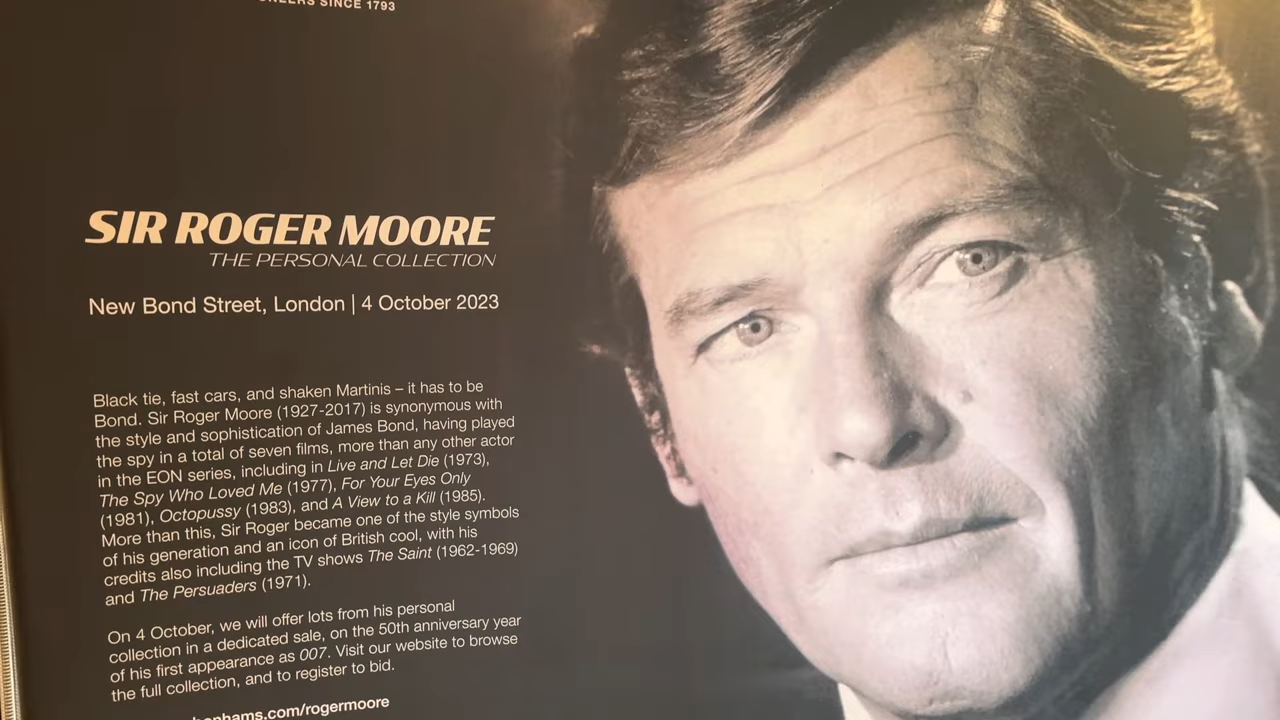 SINCE 1793
SIR ROGER MOORE
THE PERSONAL COLLECTION
New Bond Street, London | 4 October 2023
Black tie, fast cars, and shaken Martinis – it has to be
Bond. Sir Roger Moore (1927-2017) is synonymous with
the style and sophistication of James Bond, having played
the spy in a total of seven films, more than any other actor
in the EON series, including in Live and Let Die (1973),
The Spy Who Loved Me (1977), For Your Eyes Only
(1981), Octopussy (1983), and A View to a Kill (1985).
More than this, Sir Roger became one of the style symbols
of his generation and an icon of British cool, with his
credits also including the TV shows The Saint (1962-1969)
and The Persuaders (1971).
On 4 October, we will offer lots from his personal
collection in a dedicated sale, on the 50th anniversary year
of his first appearance as 007. Visit our website to browse
the full collection, and to register to bid.
bonhams.com/rogermoore